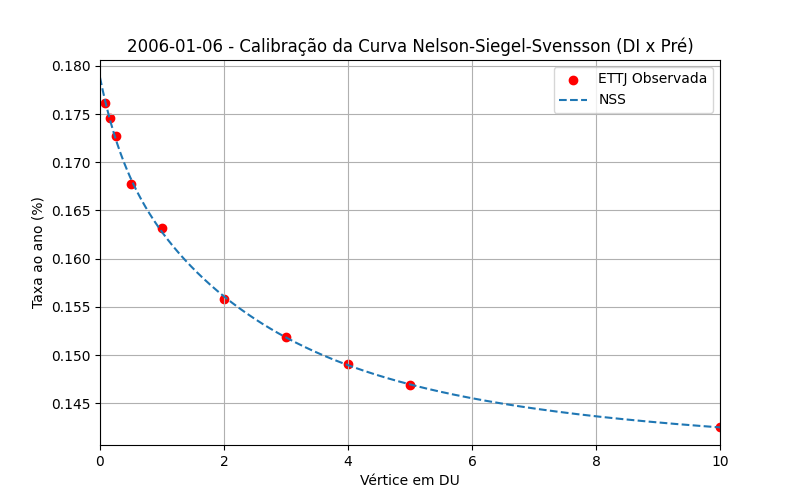 2006-01-06 - Calibração da Curva Nelson-Siegel-Svensson (DI x Pré)
ETTJ Observada
NSS
Taxa ao ano (%)
0.180
0.175
0.170
0.165
0.160
0.155
0.150
0.145
0 2 4 6 8 10
Vértice em DU